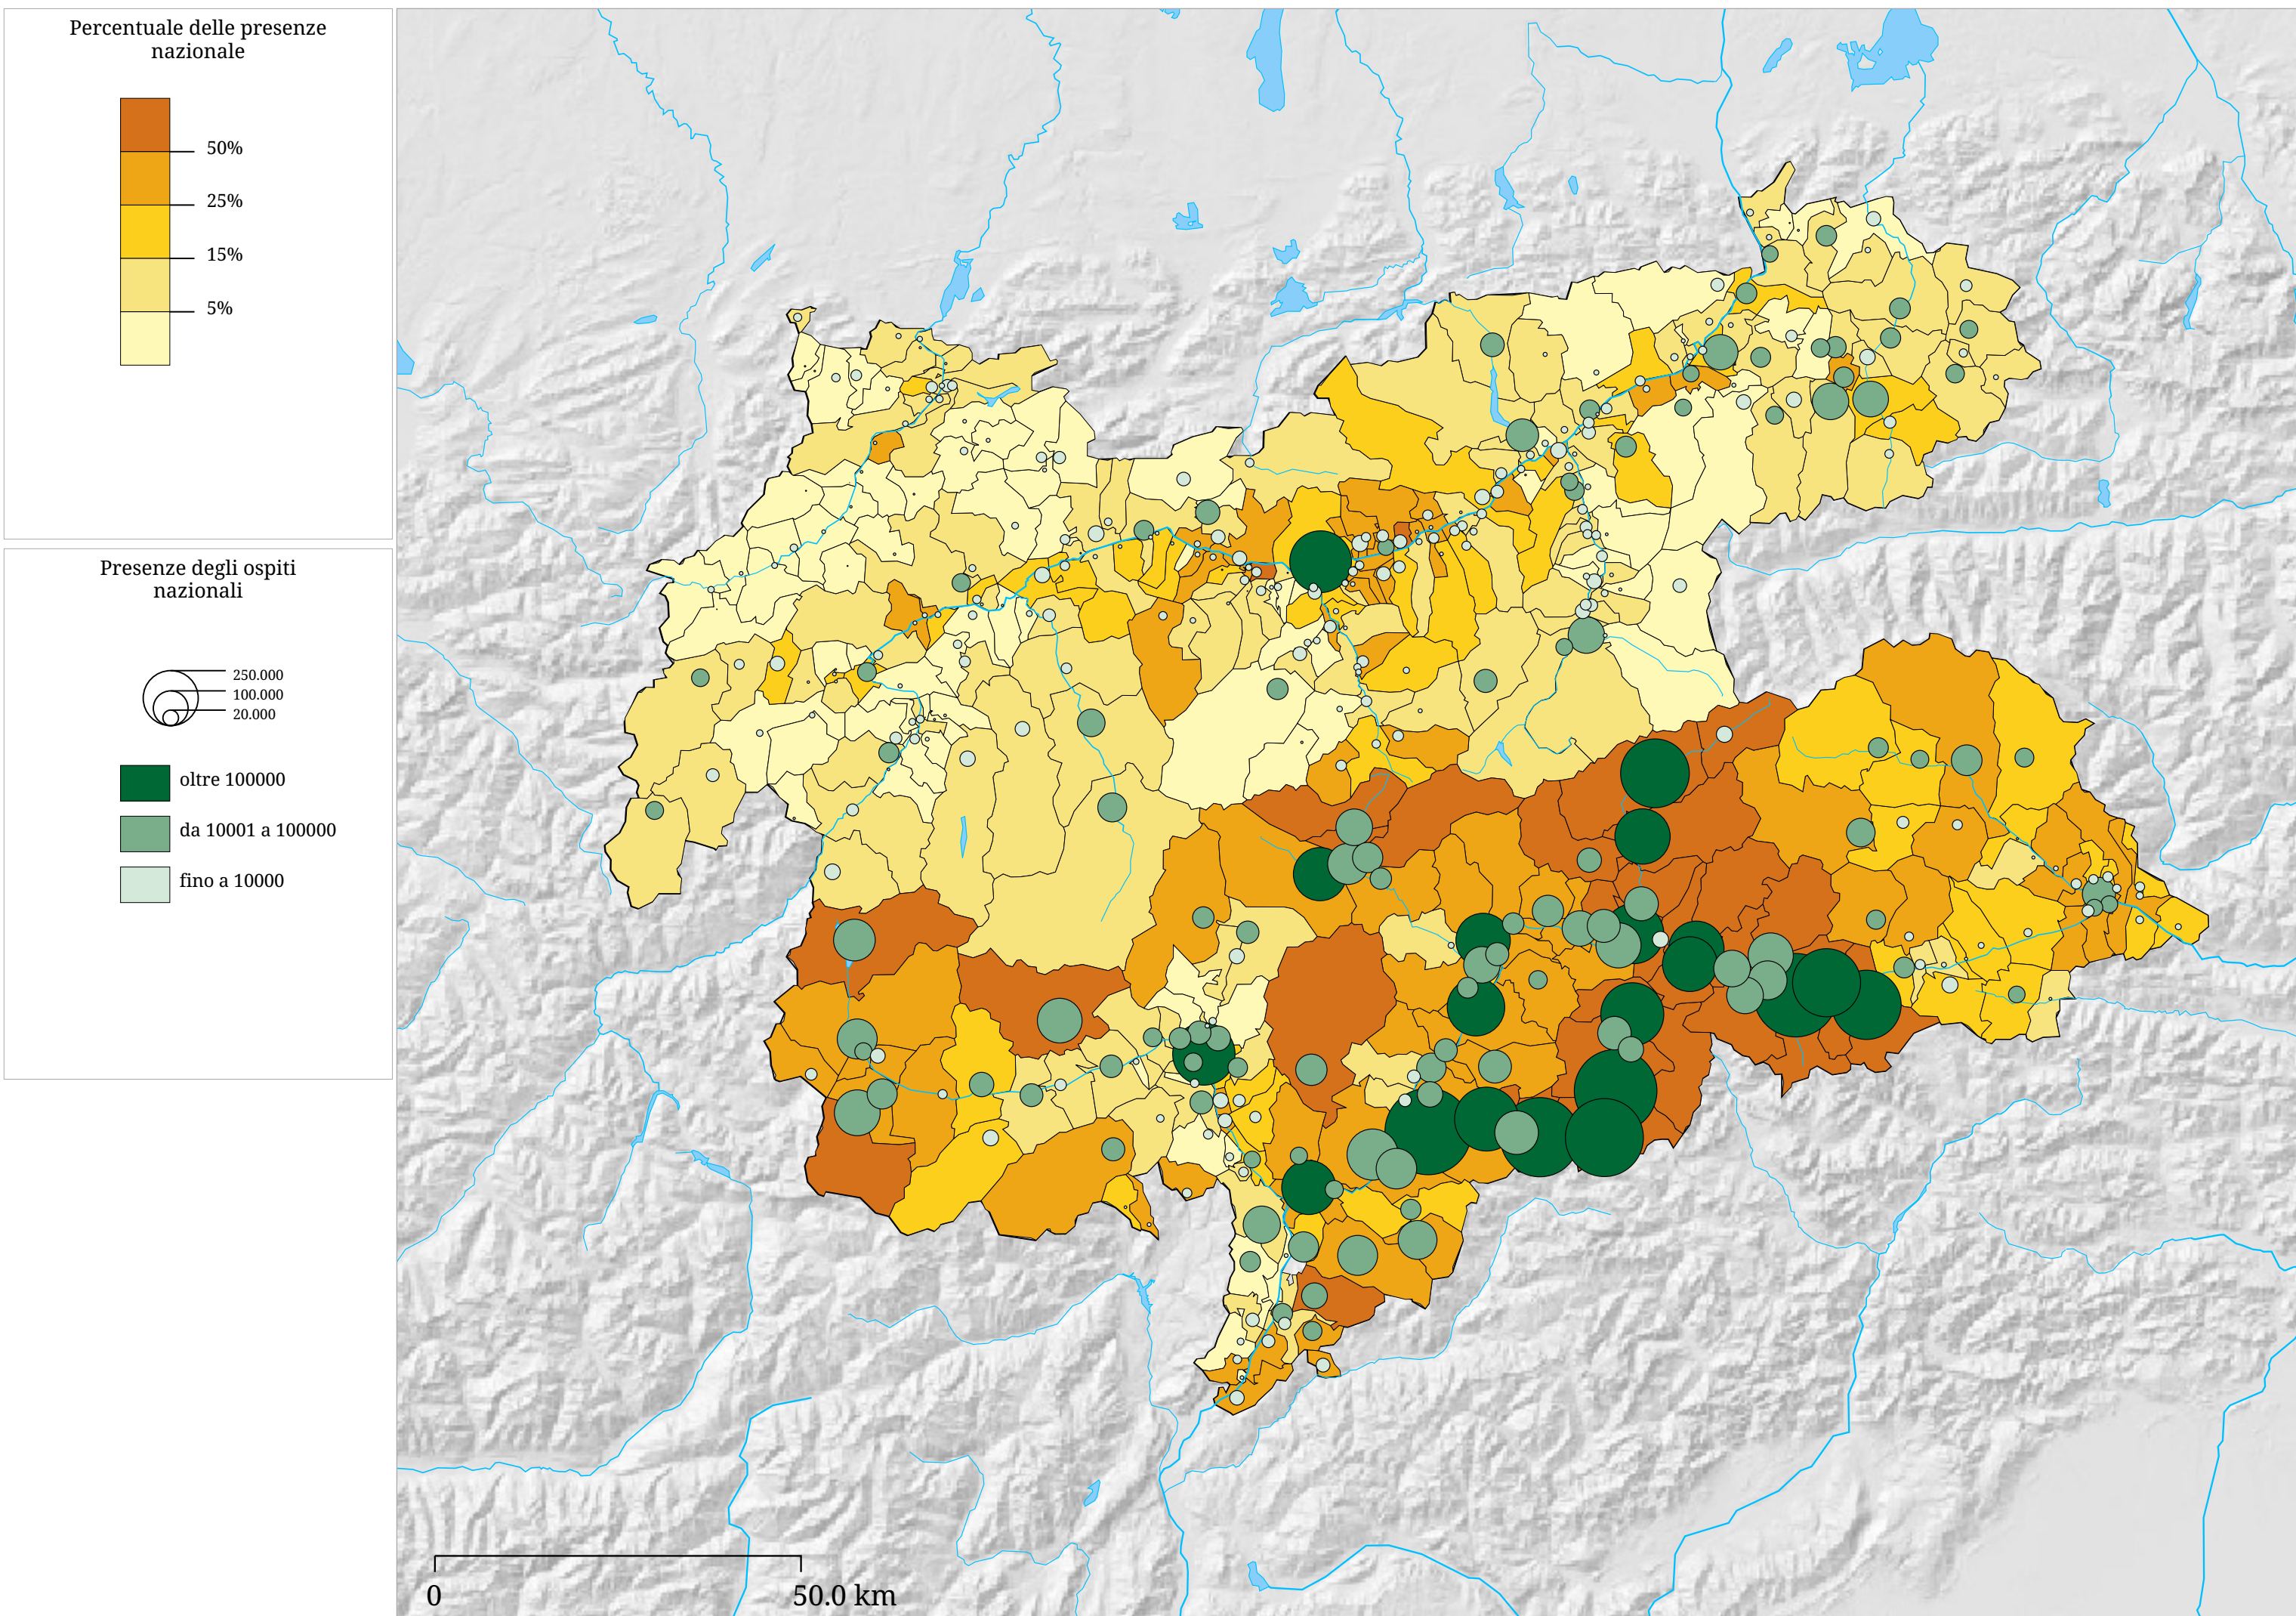 Percentuale delle presenze
nazionale
50%
25%
15%
5%
Presenze degli ospiti
nazionali
250.000
100.000
20.000
oltre 100000
da 10001 a 100000
fino a 10000
0
50.0 km